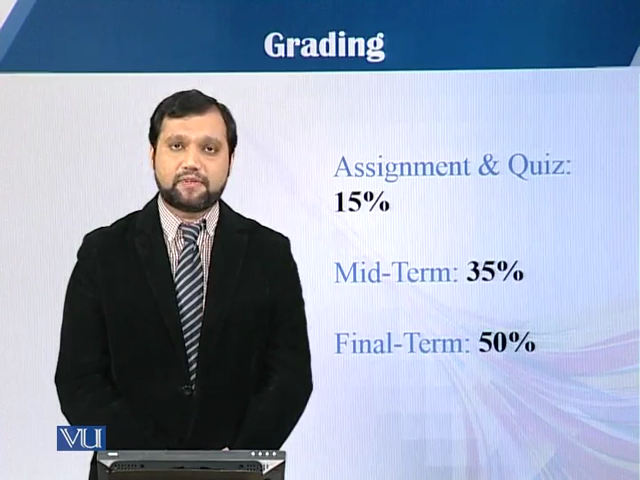 Grading
Assignment & Quiz:
15%
Mid-Term: 35%
Final-Term: 50%
VU